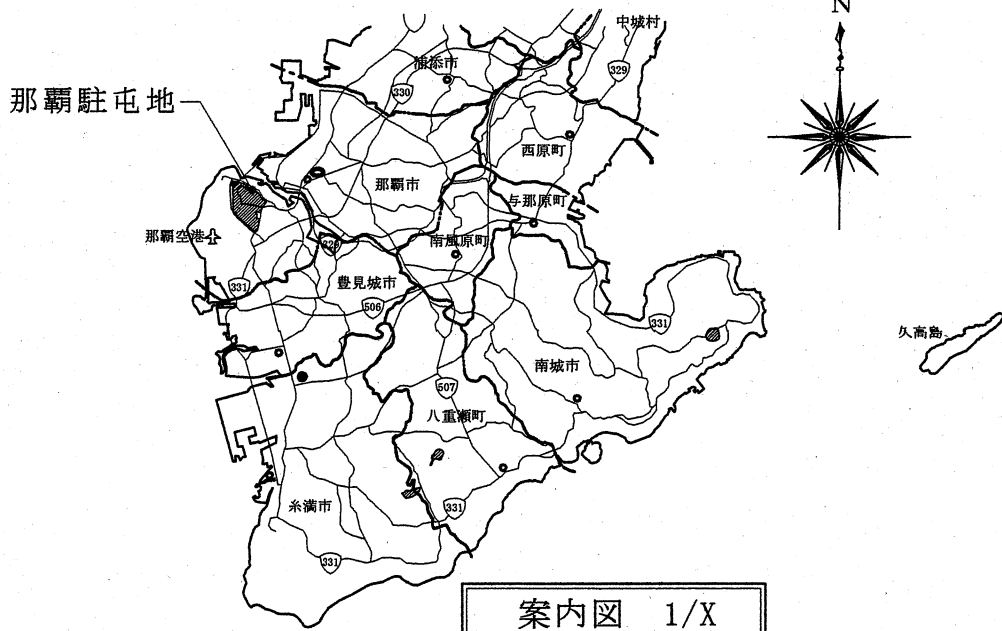 N
中城村
浦添市
329
330
那覇駐屯地
西原町
那覇市
与那原町
那覇空港
南風原町
329
豊見城市
331
506
331
久高島
南城市
507
八重瀬町
糸満市
331
331
案内図 1/X